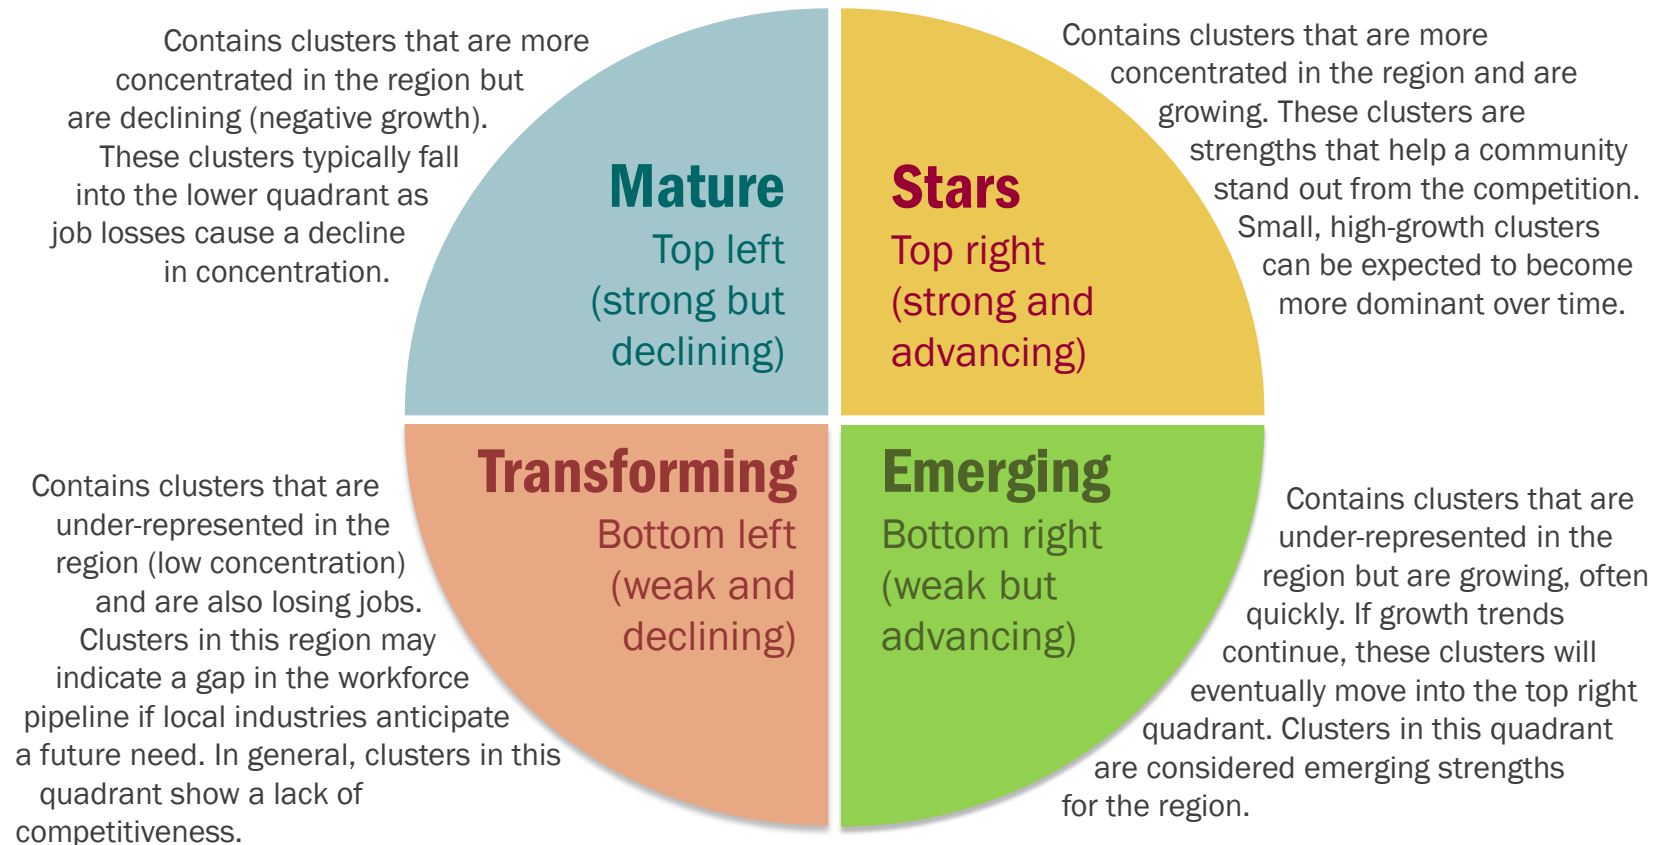 Contains clusters that are more
concentrated in the region but
are declining (negative growth).
These clusters typically fall
into the lower quadrant as
job losses cause a decline
in concentration.
Mature
Top left
(strong but
declining)
Stars
Top right
(strong and
advancing)
Contains clusters that are more
concentrated in the region and are
growing. These clusters are
strengths that help a community
stand out from the competition.
Small, high-growth clusters
can be expected to become
more dominant over time.
Contains clusters that are
under-represented in the
region (low concentration)
and are also losing jobs.
Clusters in this region may
indicate a gap in the workforce
pipeline if local industries anticipate
a future need. In general, clusters in this
quadrant show a lack of
competitiveness.
Transforming
Bottom left
(weak and
declining)
Emerging
Bottom right
(weak but
advancing)
Contains clusters that are
under-represented in the
region but are growing, often
quickly. If growth trends
continue, these clusters will
eventually move into the top right
quadrant. Clusters in this quadrant
are considered emerging strengths
for the region.